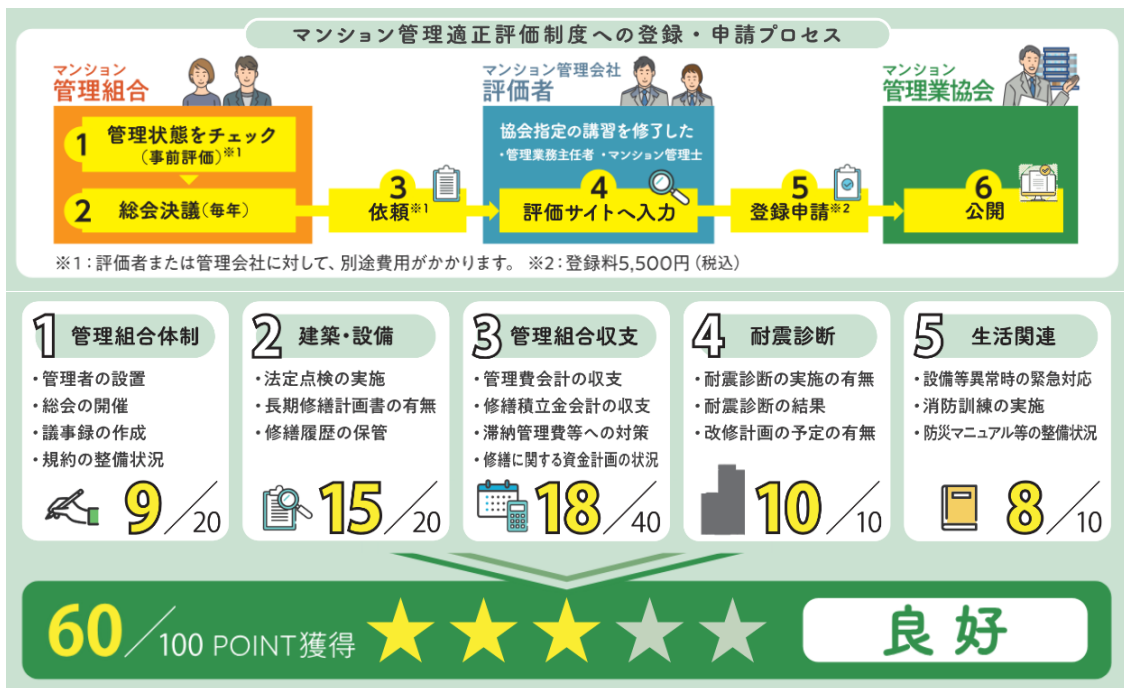 マンション管理適正評価制度への登録・申請プロセス
マンション
管理組合
1 管理状態をチェック
（事前評価）※1
2 総会決議（毎年）
3
依頼※1
マンション管理会社
評価者
協会指定の講習を修了した
・管理業務主任者 ・マンション管理士
4
評価サイトへ入力
5
登録申請※2
マンション
管理業協会
6
公開
※1：評価者または管理会社に対して、別途費用がかかります。 ※2：登録料5,500円（税込）
1 管理組合体制
・管理者の設置
・総会の開催
・議事録の作成
・規約の整備状況
9／20
2 建築・設備
・法定点検の実施
・長期修繕計画書の有無
・修繕履歴の保管
15／20
3 管理組合収支
・管理費会計の収支
・修繕積立金会計の収支
・滞納管理費等への対策
・修繕に関する資金計画の状況
18／40
4 耐震診断
・耐震診断の実施の有無
・耐震診断の結果
・改修計画の予定の有無
10／10
5 生活関連
・設備等異常時の緊急対応
・消防訓練の実施
・防災マニュアル等の整備状況
8／10
60／100 POINT獲得 ★★★★★ 良好